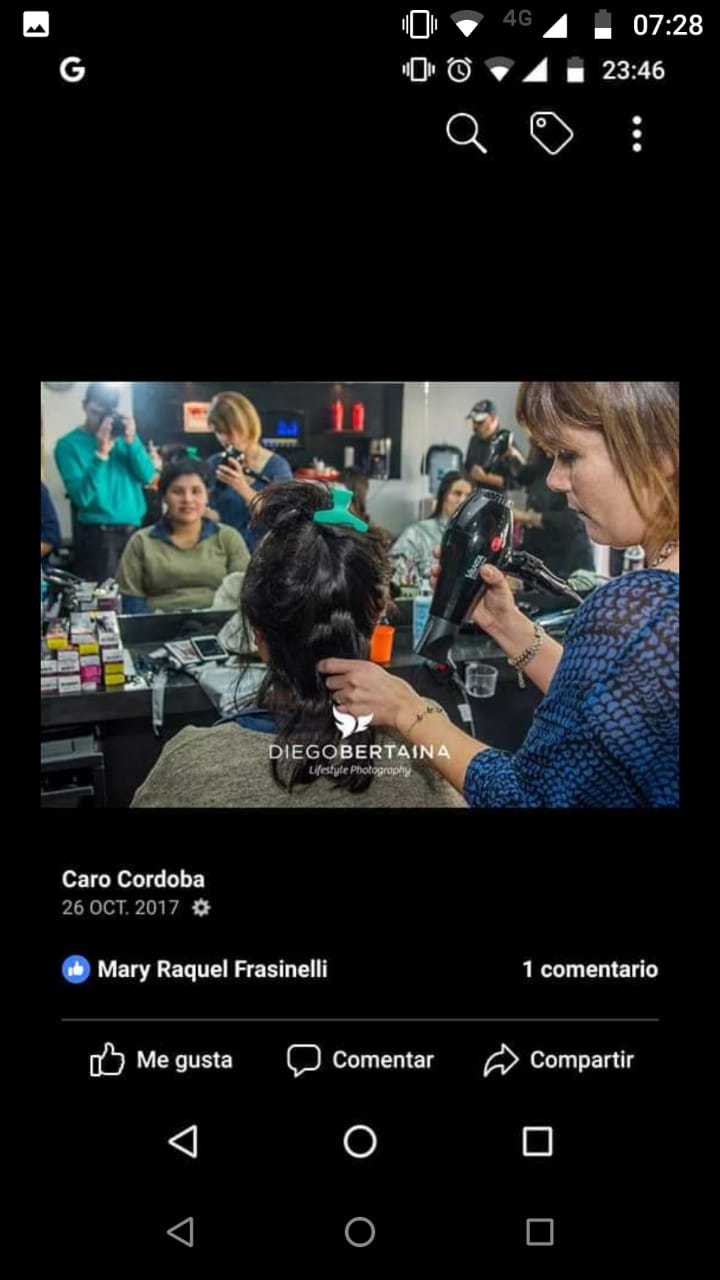 4G 07:28
G 23:46
DIEGOBERTAINA
Lifestyle Photography
Caro Cordoba
26 OCT. 2017
Mary Raquel Frasinelli 1 comentario
Me gusta Comentar Compartir